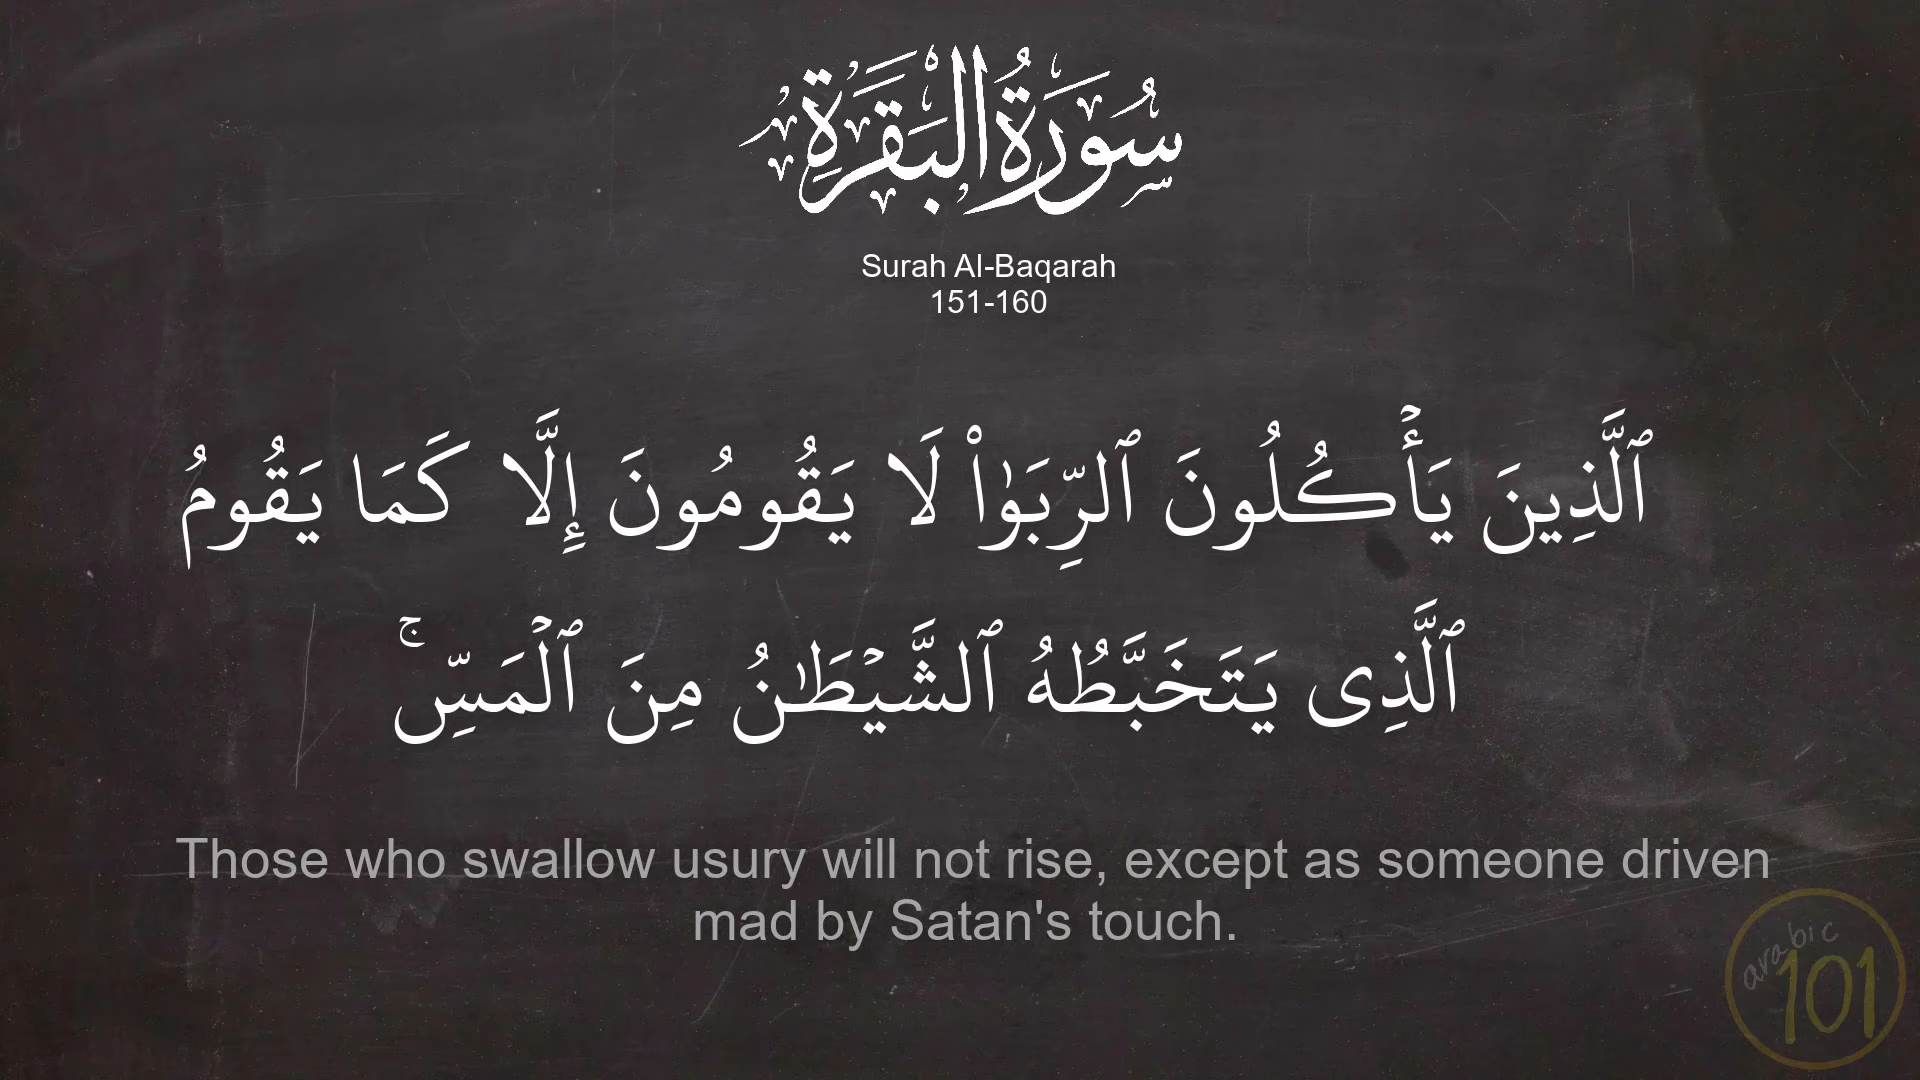 سُورَةُ البَقَرَةِ
Surah Al-Baqarah
151-160
ٱلَّذِينَ يَأۡكُلُونَ ٱلرِّبَوٰا۟ لَا يَقُومُونَ إِلَّا كَمَا يَقُومُ
ٱلَّذِى يَتَخَبَّطُهُ ٱلشَّيۡطَـٰنُ مِنَ ٱلۡمَسِّۚ
Those who swallow usury will not rise, except as someone driven
mad by Satan's touch.
arabic
101